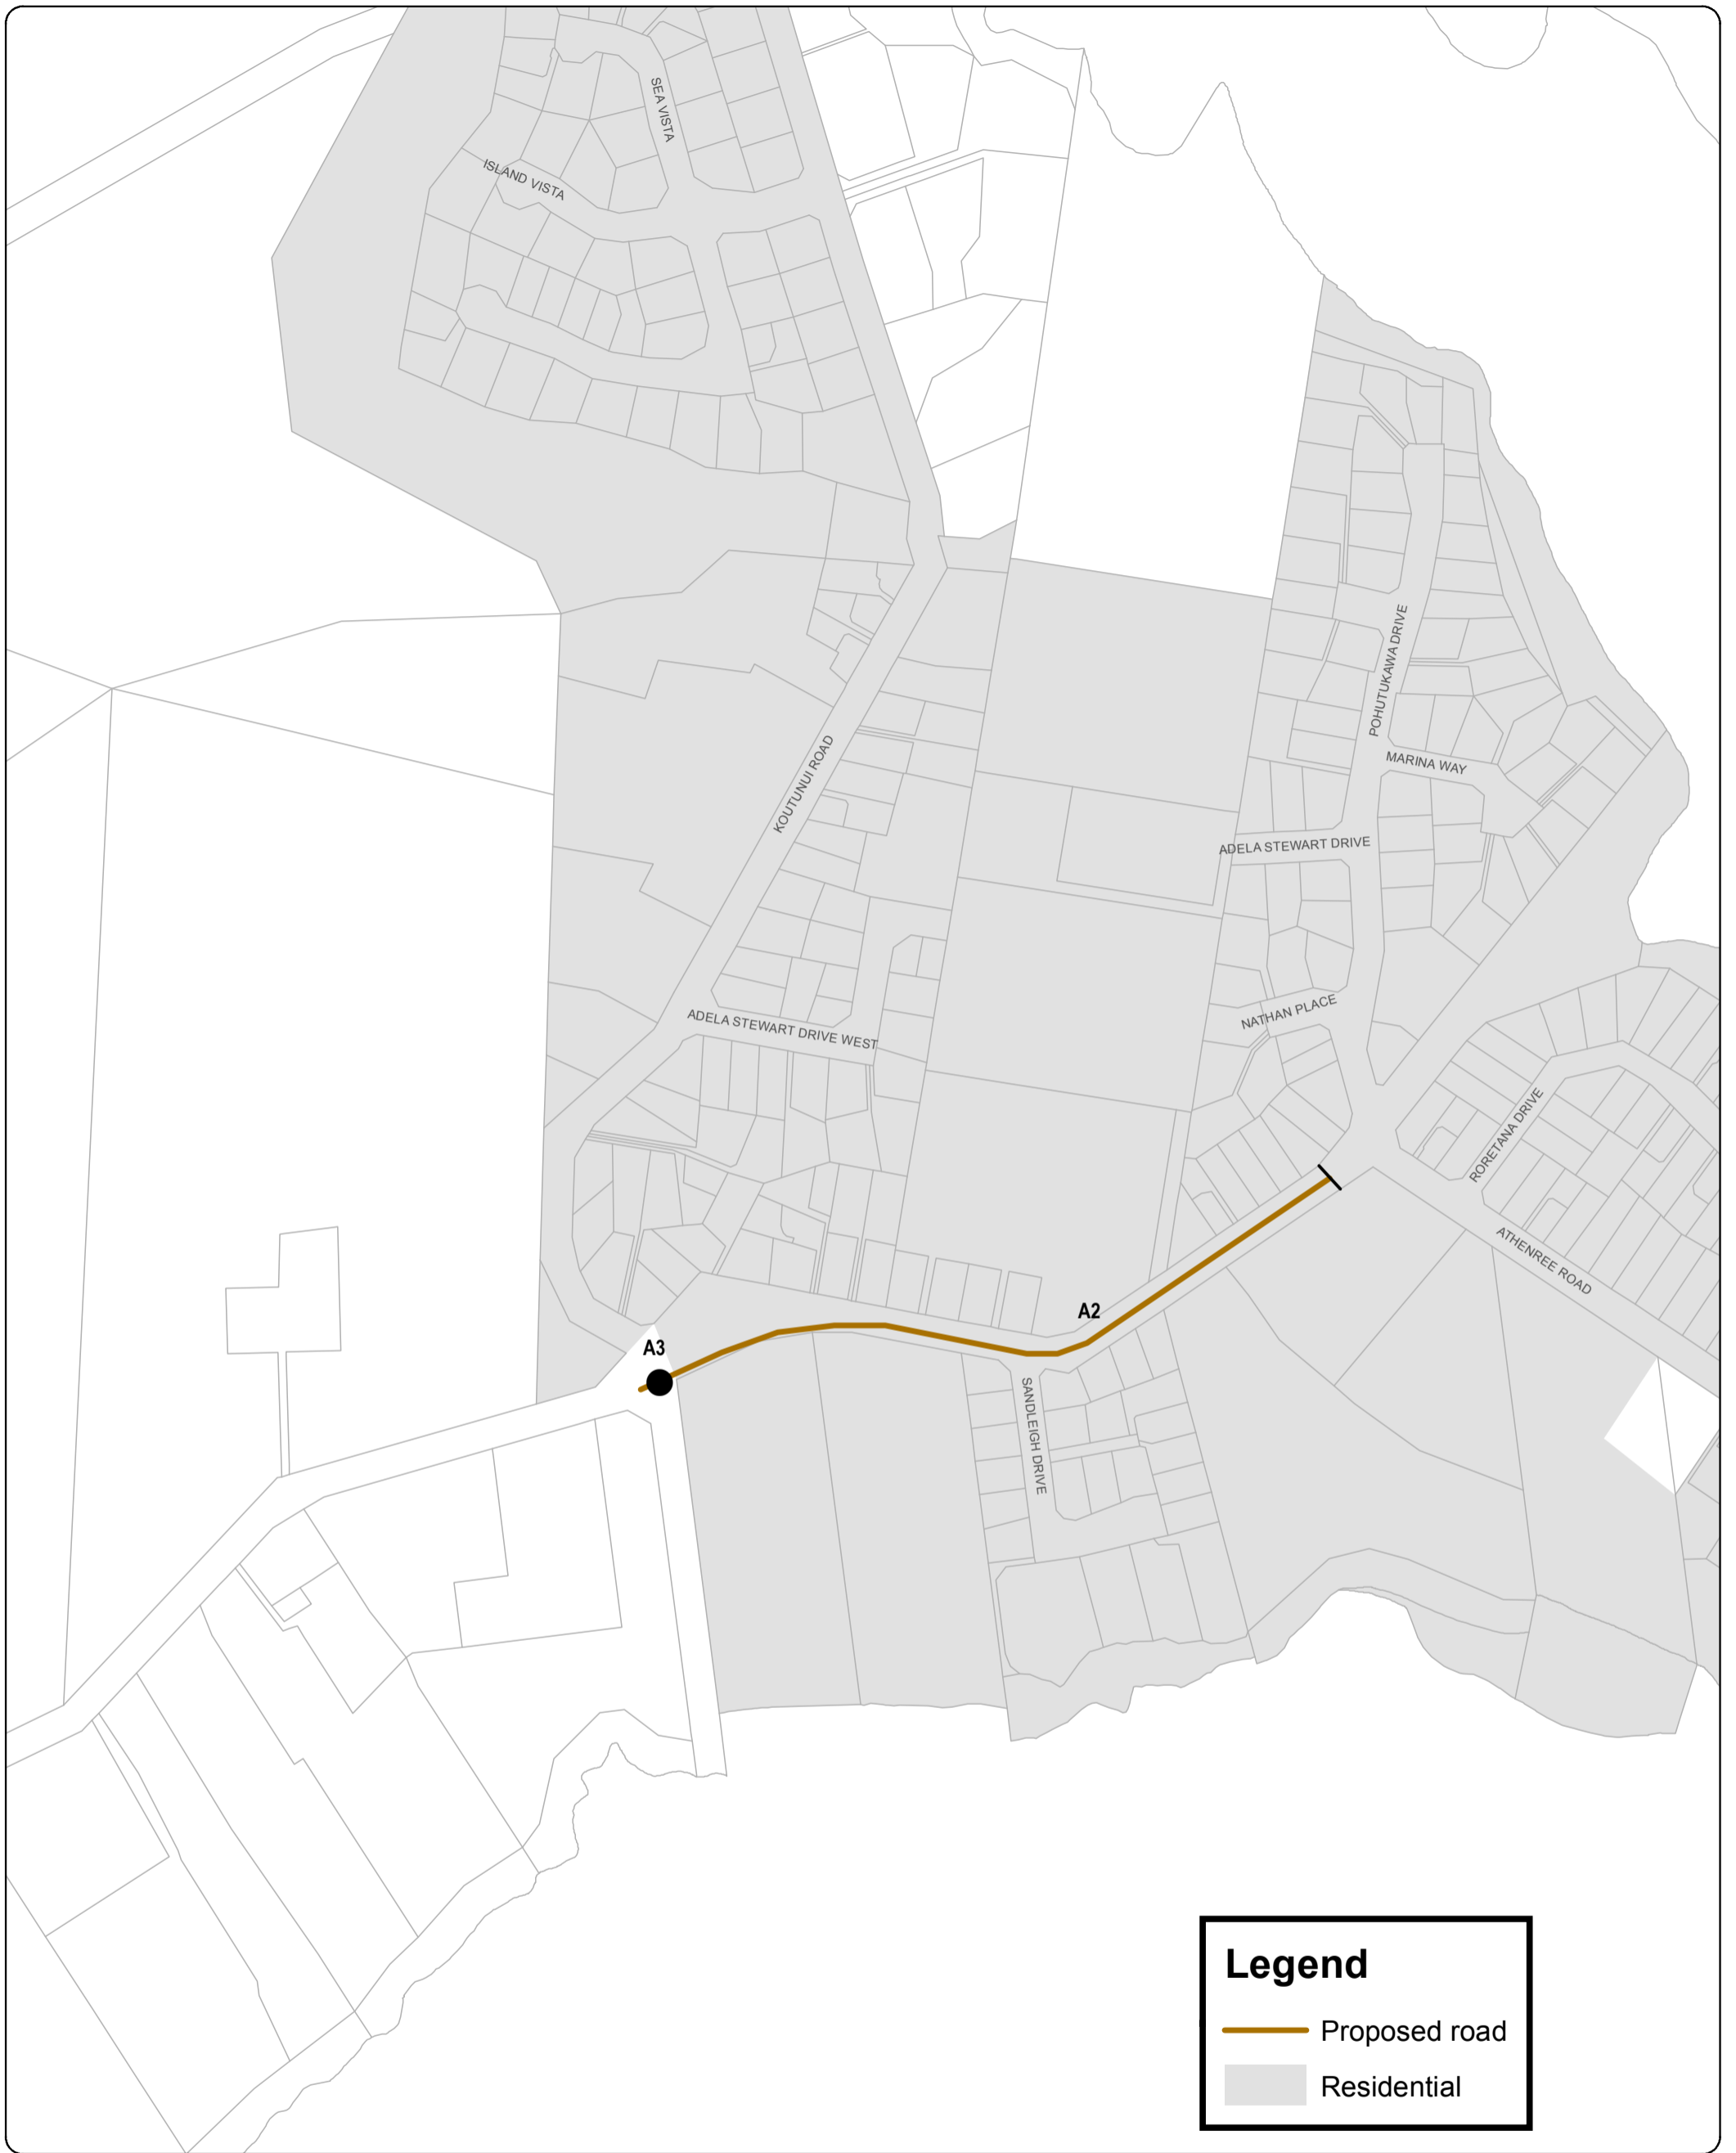 SEA VISTA
ISLAND VISTA
POHUTUKAWA DRIVE
KOUTUNUI ROAD
MARINA WAY
ADELA STEWART DRIVE
NATHAN PLACE
ADELA STEWART DRIVE WEST
RORETANA DRIVE
ATHENREE ROAD
A2
A3
SANDLEIGH DRIVE
Legend
Proposed road
Residential